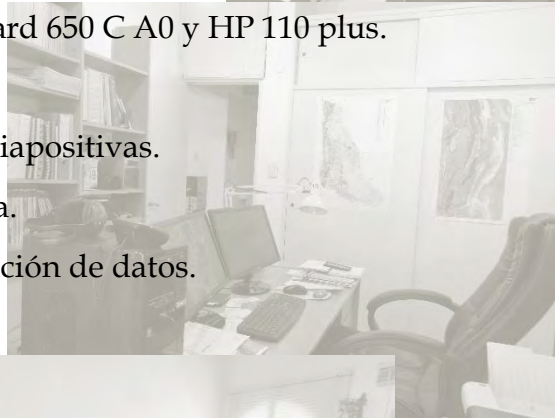 ard 650 C A0 y HP 110 plus.
iapositivas.
a.
ción de datos.